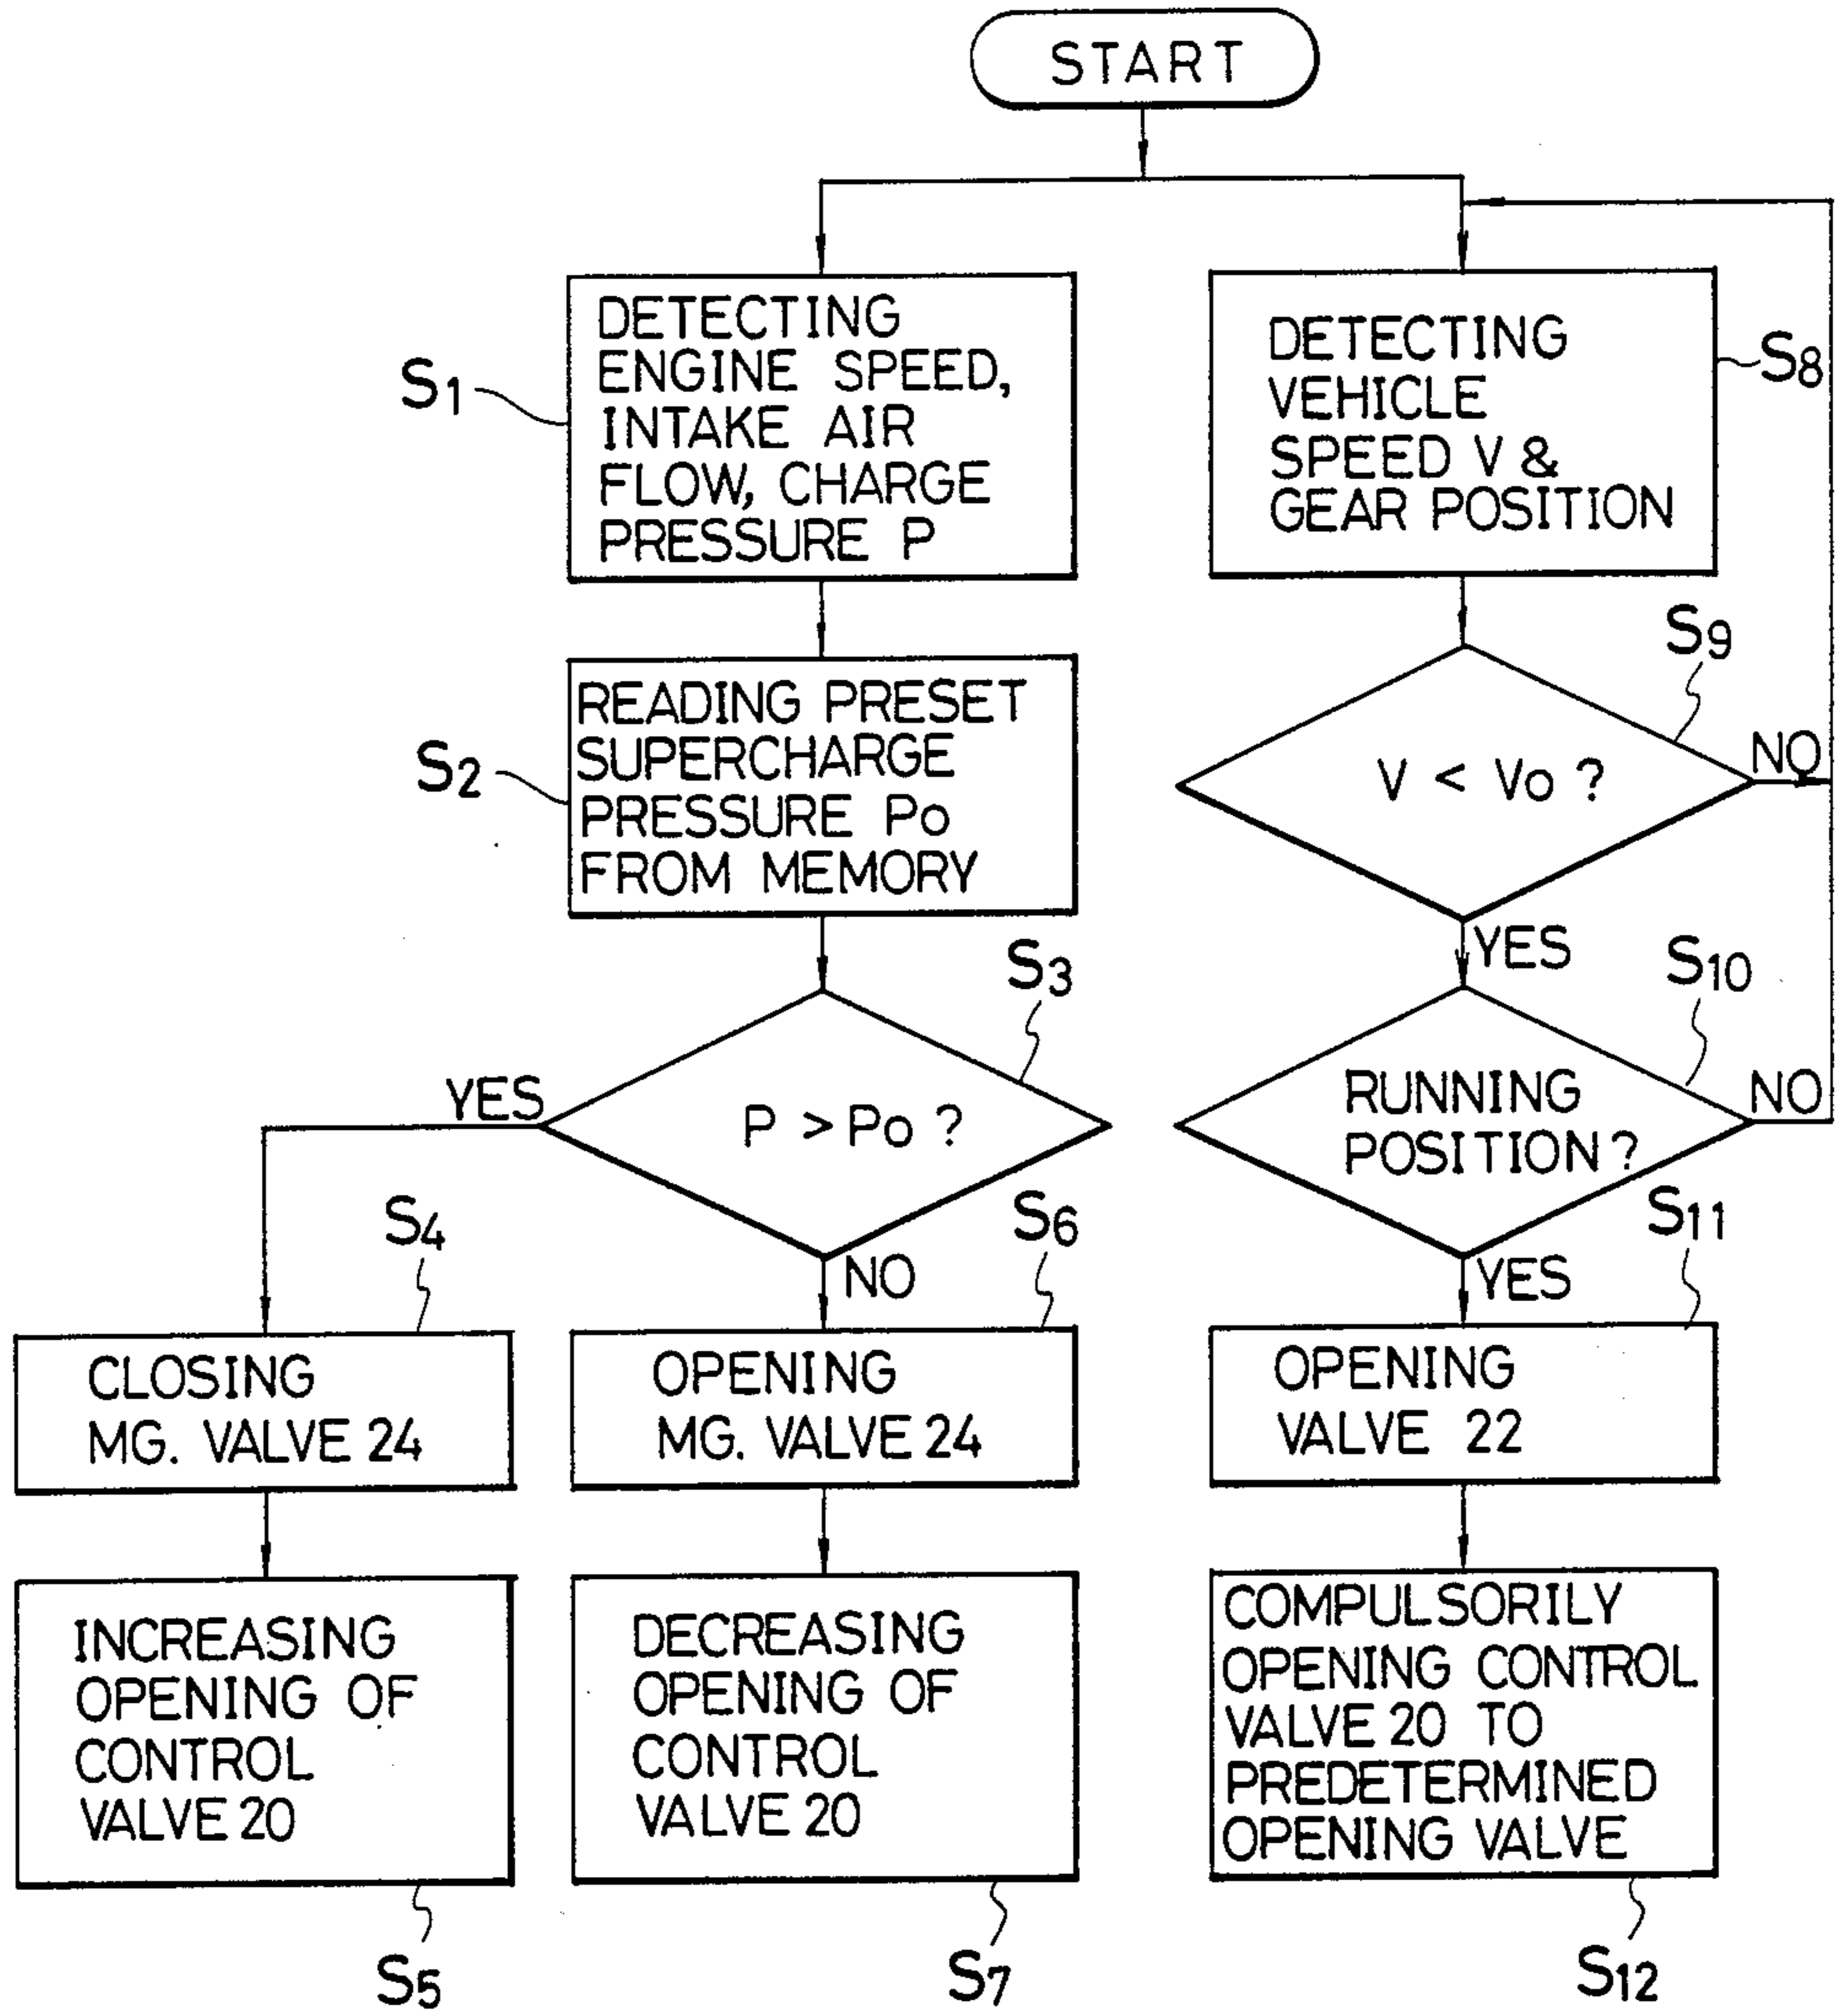 START
S1
DETECTING
ENGINE SPEED,
INTAKE AIR
FLOW, CHARGE
PRESSURE P
S2
READING PRESET
SUPERCHARGE
PRESSURE Po
FROM MEMORY
S3
P > Po ?
YES
NO
S4
CLOSING
MG. VALVE 24
INCREASING
OPENING OF
CONTROL
VALVE 20
S5
S6
OPENING
MG. VALVE 24
DECREASING
OPENING OF
CONTROL
VALVE 20
S7
DETECTING
VEHICLE
SPEED V &
GEAR POSITION
S8
S9
V < Vo ?
NO
YES
S10
RUNNING
POSITION?
NO
YES
S11
OPENING
VALVE 22
COMPULSORILY
OPENING CONTROL
VALVE 20 TO
PREDETERMINED
OPENING VALVE
S12